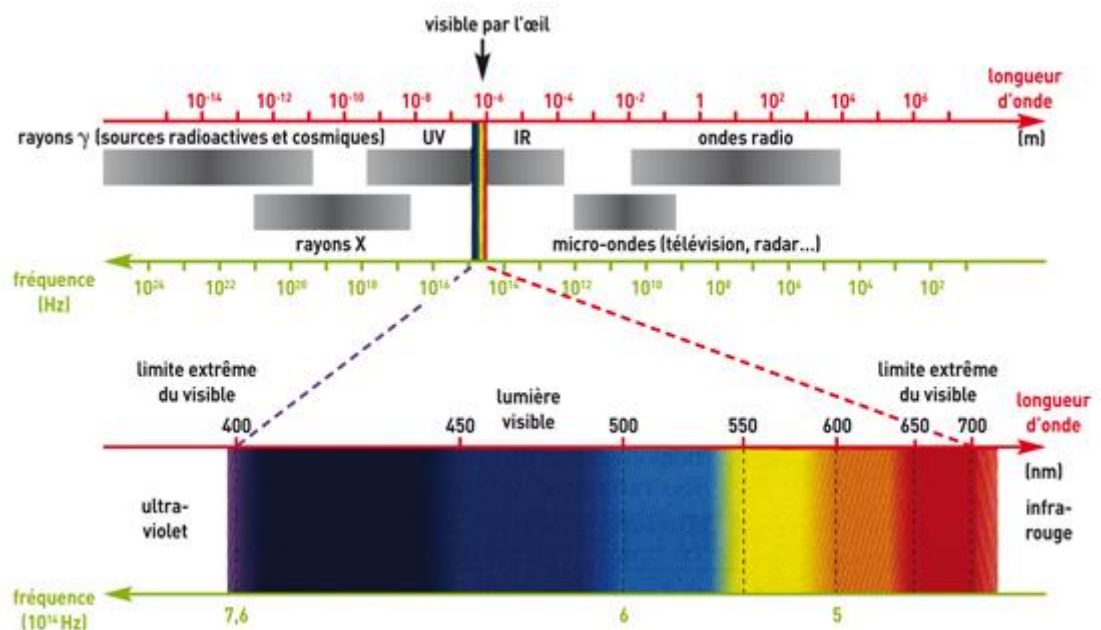 visible par l'œil
longueur
d'onde
10⁻¹⁴ 10⁻¹² 10⁻¹⁰ 10⁻⁸ 10⁻⁶ 10⁻⁴ 10⁻² 1 10² 10⁴ 10⁶
(m)
rayons γ (sources radioactives et cosmiques) UV IR ondes radio
rayons X micro-ondes (télévision, radar...)
fréquence
(Hz)
10²⁴ 10²² 10²⁰ 10¹⁸ 10¹⁶ 10¹⁴ 10¹² 10¹⁰ 10⁸ 10⁶ 10⁴ 10²
limite extrême
du visible
lumière
visible
limite extrême
du visible
longueur
d'onde
400 450 500 550 600 650 700
(nm)
ultra-
violet
infra-
rouge
fréquence
(10¹⁴ Hz)
7,6 6 5